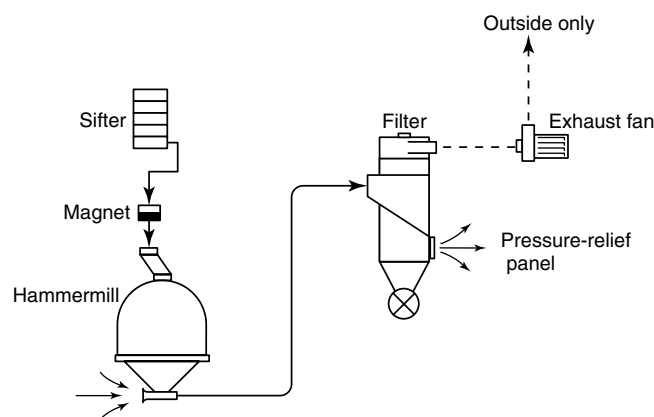 Outside only
Sifter
Filter
Exhaust fan
Magnet
Pressure-relief
panel
Hammermill